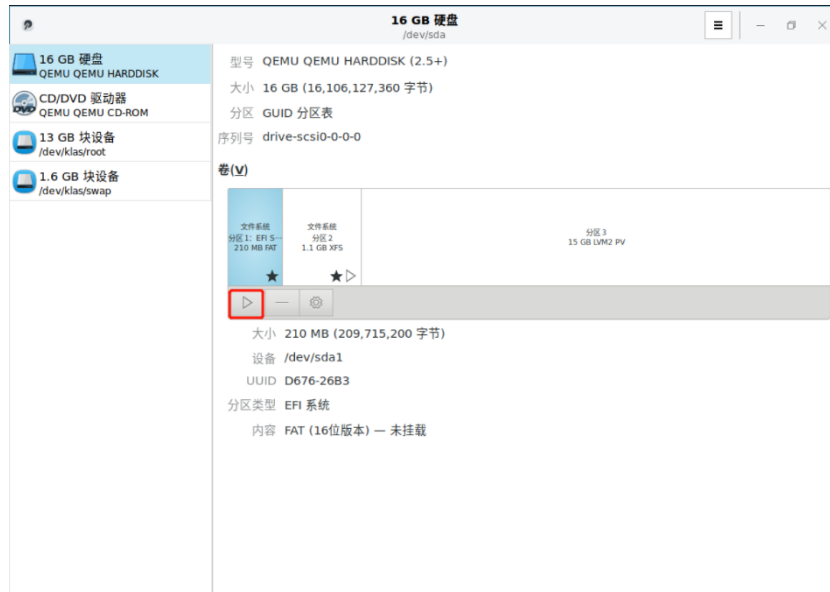 16 GB 硬盘
/dev/sda
16 GB 硬盘
QEMU QEMU HARDDISK
CD/DVD 驱动器
QEMU QEMU CD-ROM
13 GB 块设备
/dev/klas/root
1.6 GB 块设备
/dev/klas/swap
型号 QEMU QEMU HARDDISK (2.5+)
大小 16 GB (16,106,127,360 字节)
分区 GUID 分区表
序列号 drive-scsi0-0-0-0
卷(V)
文件系统
分区 1: EFI S…
210 MB FAT
文件系统
分区 2
1.1 GB XFS
分区 3
15 GB LVM2 PV
大小 210 MB (209,715,200 字节)
设备 /dev/sda1
UUID D676-26B3
分区类型 EFI 系统
内容 FAT (16位版本) — 未挂载